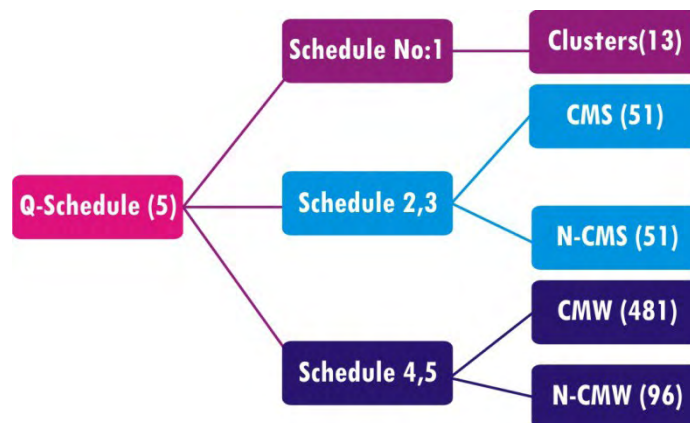 Schedule No:1
Clusters(13)
CMS (51)
Q-Schedule (5)
Schedule 2,3
N-CMS (51)
CMW (481)
Schedule 4,5
N-CMW (96)